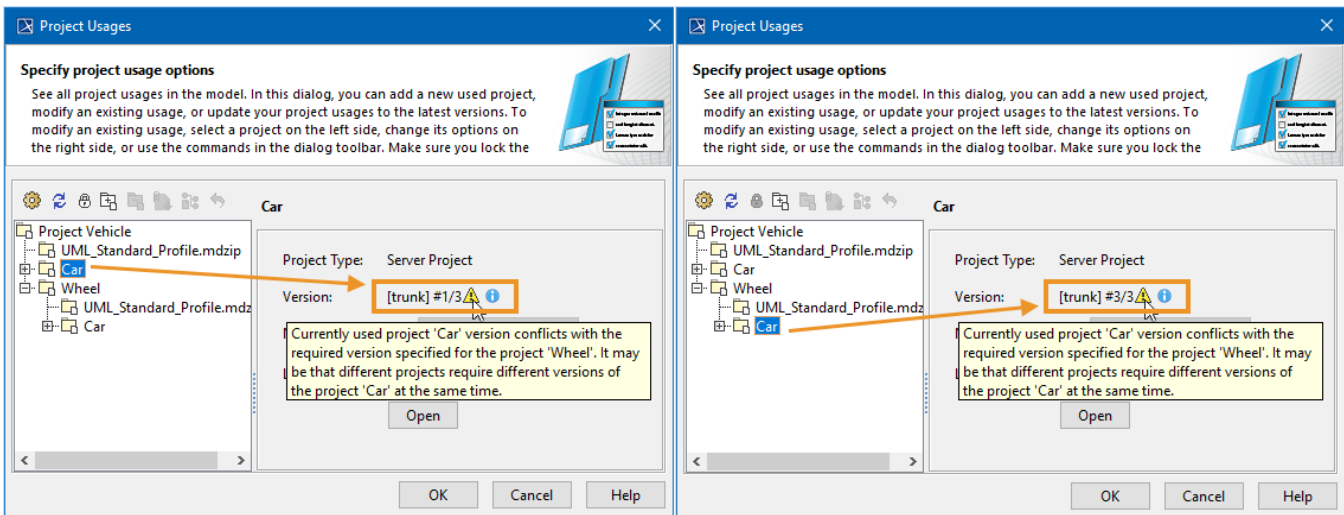 Project Usages
Specify project usage options
See all project usages in the model. In this dialog, you can add a new used project,
modify an existing usage, or update your project usages to the latest versions. To
modify an existing usage, select a project on the left side, change its options on
the right side, or use the commands in the dialog toolbar. Make sure you lock the
Car
Project Vehicle
UML_Standard_Profile.mdzip
Car
Wheel
UML_Standard_Profile.mdz
Car
Project Type: Server Project
Version: [trunk] #1/3
Currently used project 'Car' version conflicts with the
required version specified for the project 'Wheel'. It may
be that different projects require different versions of
the project 'Car' at the same time.
Open
OK Cancel Help
Project Usages
Specify project usage options
See all project usages in the model. In this dialog, you can add a new used project,
modify an existing usage, or update your project usages to the latest versions. To
modify an existing usage, select a project on the left side, change its options on
the right side, or use the commands in the dialog toolbar. Make sure you lock the
Car
Project Vehicle
UML_Standard_Profile.mdzip
Car
Wheel
UML_Standard_Profile.mdz
Car
Project Type: Server Project
Version: [trunk] #3/3
Currently used project 'Car' version conflicts with the
required version specified for the project 'Wheel'. It may
be that different projects require different versions of
the project 'Car' at the same time.
Open
OK Cancel Help